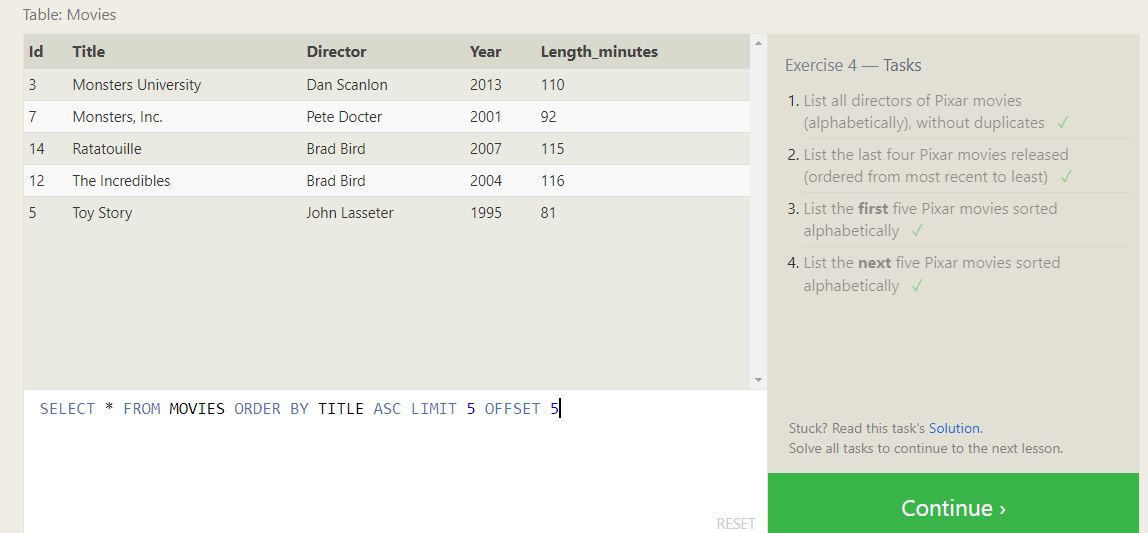 Table: Movies
Id Title Director Year Length_minutes
3 Monsters University Dan Scanlon 2013 110
7 Monsters, Inc. Pete Docter 2001 92
14 Ratatouille Brad Bird 2007 115
12 The Incredibles Brad Bird 2004 116
5 Toy Story John Lasseter 1995 81
SELECT * FROM MOVIES ORDER BY TITLE ASC LIMIT 5 OFFSET 5
RESET
Exercise 4 — Tasks
1. List all directors of Pixar movies
(alphabetically), without duplicates ✓
2. List the last four Pixar movies released
(ordered from most recent to least) ✓
3. List the first five Pixar movies sorted
alphabetically ✓
4. List the next five Pixar movies sorted
alphabetically ✓
Stuck? Read this task's Solution.
Solve all tasks to continue to the next lesson.
Continue ›